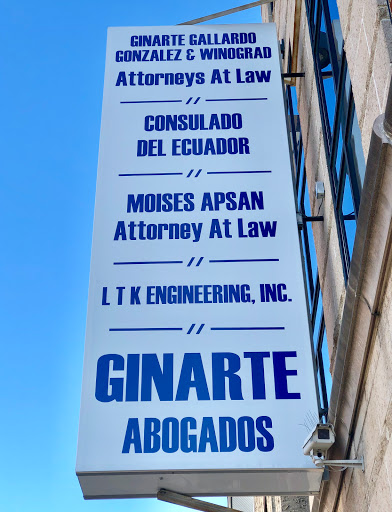 GINARTE GALLARDO
GONZALEZ & WINOGRAD
Attorneys At Law
//
CONSULADO
DEL ECUADOR
//
MOISES APSAN
Attorney At Law
//
L T K ENGINEERING, INC.
//
GINARTE
ABOGADOS